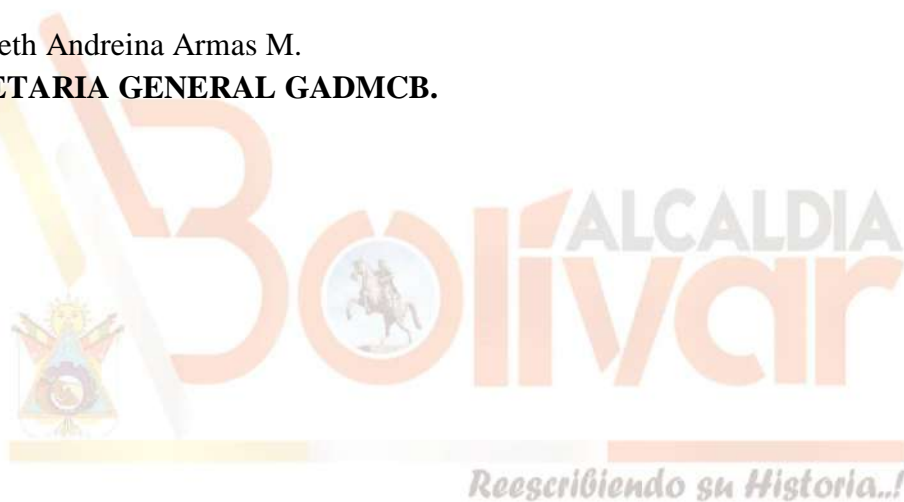 eth Andreina Armas M.
ETARIA GENERAL GADMCB.
ALCALDIA
Bolívar
Reescribiendo su Historia..!